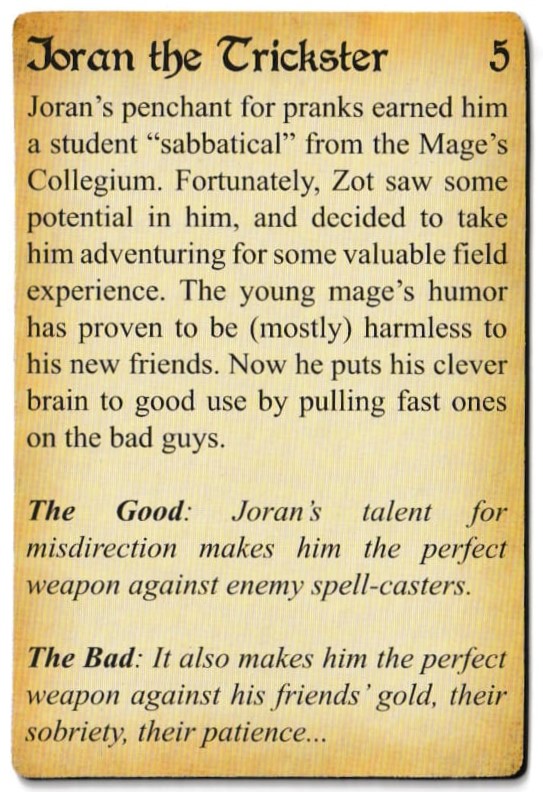 Joran the Trickster 5
Joran's penchant for pranks earned him
a student “sabbatical” from the Mage's
Collegium. Fortunately, Zot saw some
potential in him, and decided to take
him adventuring for some valuable field
experience. The young mage's humor
has proven to be (mostly) harmless to
his new friends. Now he puts his clever
brain to good use by pulling fast ones
on the bad guys.
The Good: Joran's talent for
misdirection makes him the perfect
weapon against enemy spell-casters.
The Bad: It also makes him the perfect
weapon against his friends' gold, their
sobriety, their patience...